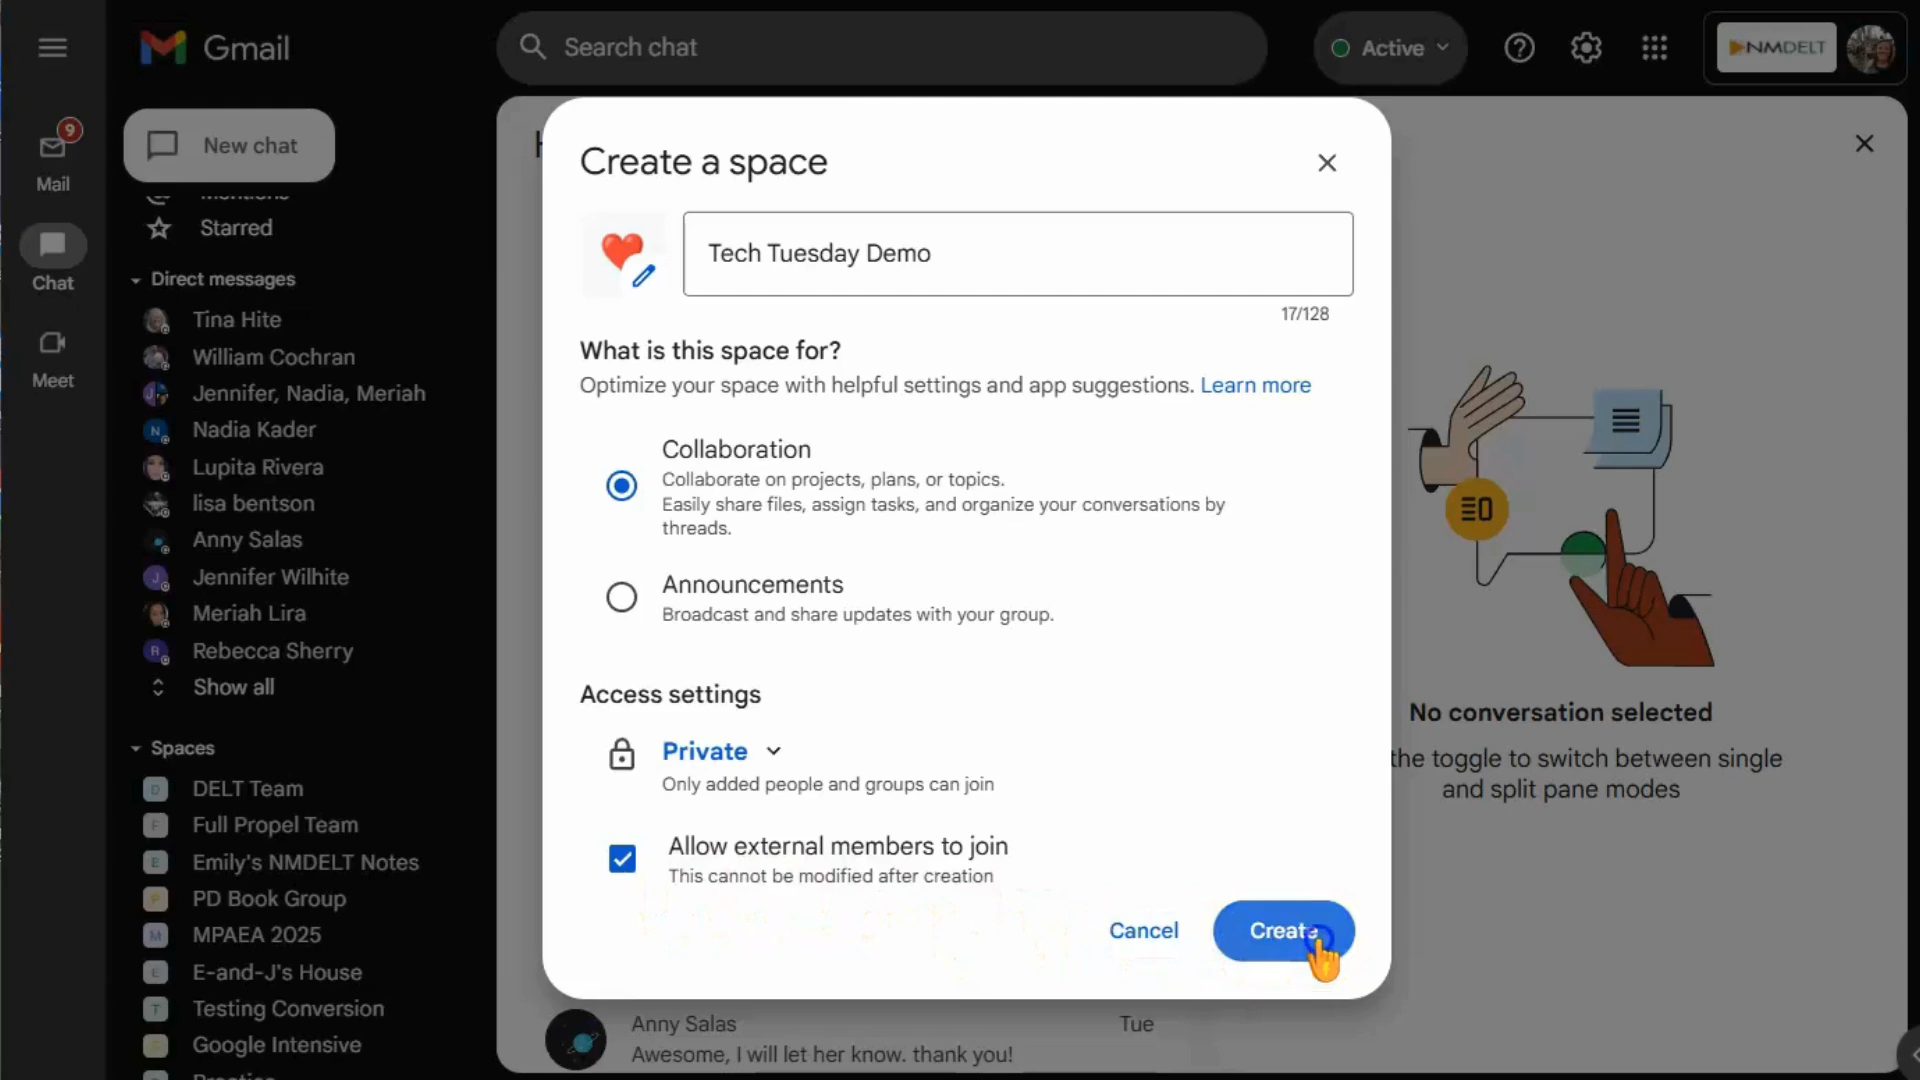 Gmail
Search chat
Active
NMDELT
9
Mail
Chat
Meet
New chat
Mentions
Starred
Direct messages
Tina Hite
William Cochran
Jennifer, Nadia, Meriah
Nadia Kader
Lupita Rivera
lisa bentson
Anny Salas
Jennifer Wilhite
Meriah Lira
Rebecca Sherry
Show all
Spaces
DELT Team
Full Propel Team
Emily's NMDELT Notes
PD Book Group
MPAEA 2025
E-and-J's House
Testing Conversion
Google Intensive
Create a space
Tech Tuesday Demo
17/128
What is this space for?
Optimize your space with helpful settings and app suggestions. Learn more
Collaboration
Collaborate on projects, plans, or topics.
Easily share files, assign tasks, and organize your conversations by
threads.
Announcements
Broadcast and share updates with your group.
Access settings
Private
Only added people and groups can join
Allow external members to join
This cannot be modified after creation
Cancel
Create
No conversation selected
the toggle to switch between single
and split pane modes
Anny Salas
Tue
Awesome, I will let her know. thank you!